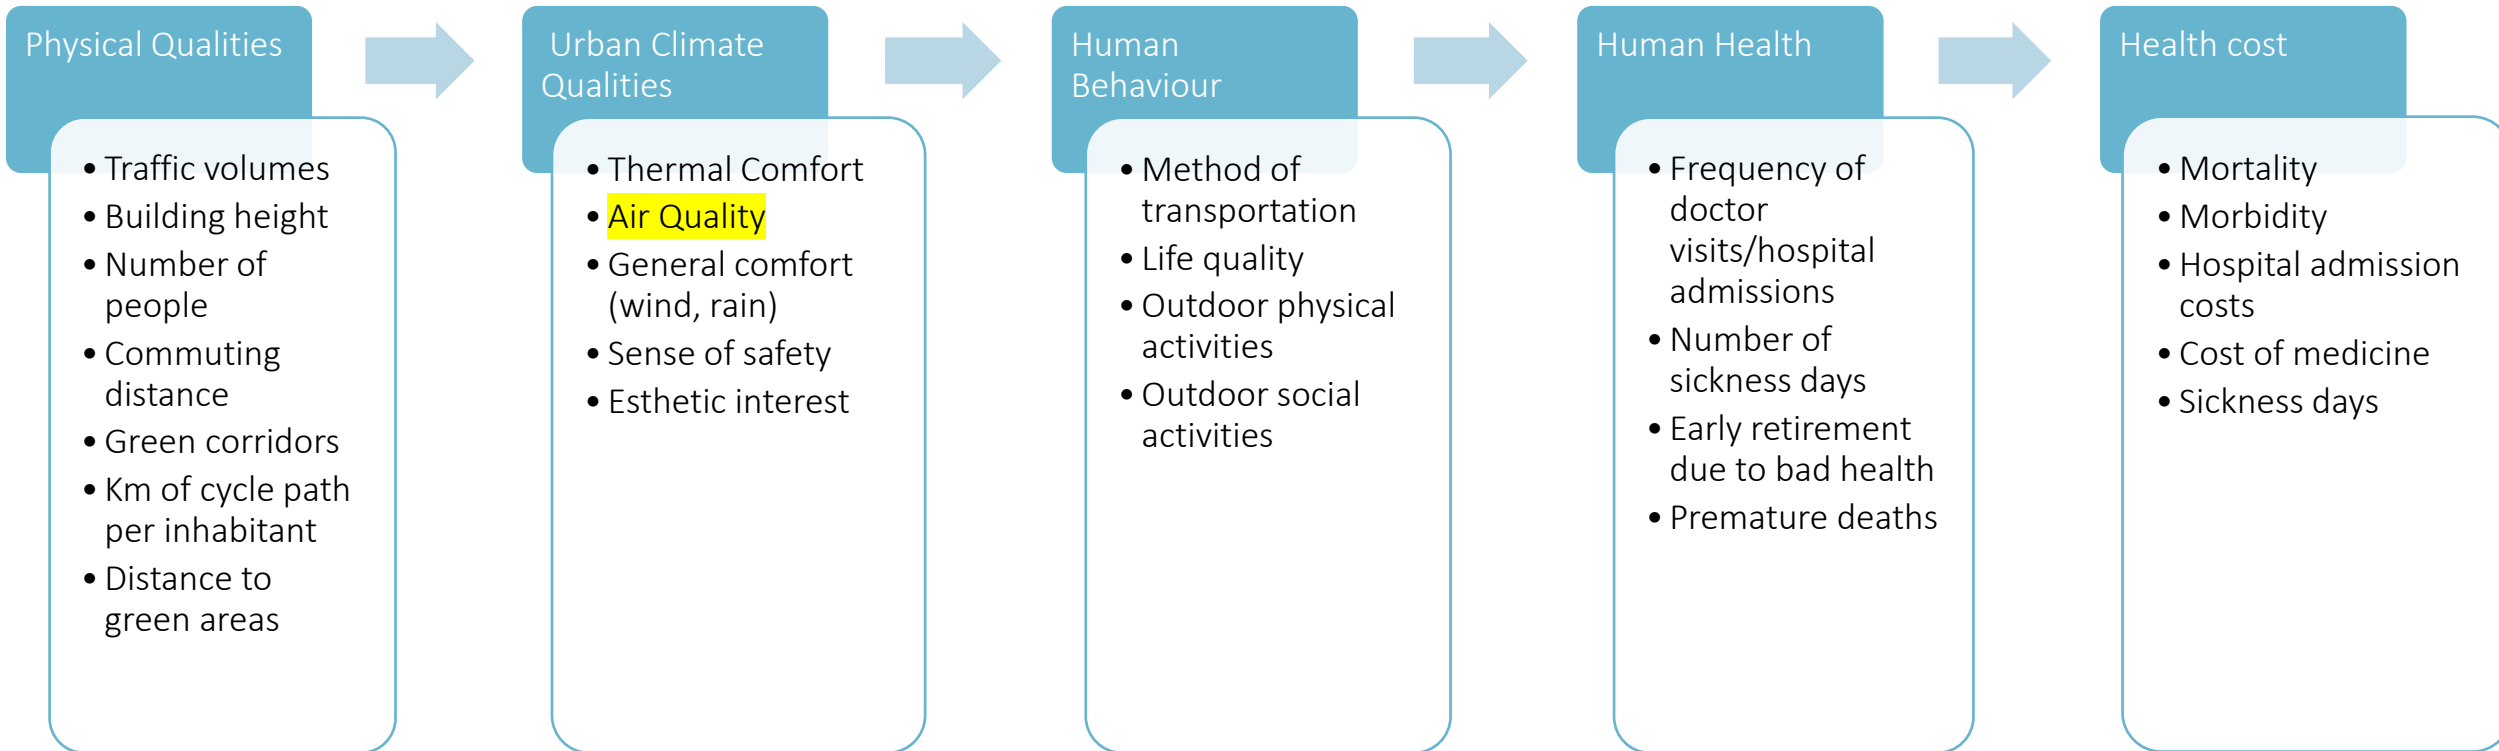 Physical Qualities
• Traffic volumes
• Building height
• Number of
people
• Commuting
distance
• Green corridors
• Km of cycle path
per inhabitant
• Distance to
green areas
Urban Climate
Qualities
• Thermal Comfort
• Air Quality
• General comfort
(wind, rain)
• Sense of safety
• Esthetic interest
Human
Behaviour
• Method of
transportation
• Life quality
• Outdoor physical
activities
• Outdoor social
activities
Human Health
• Frequency of
doctor
visits/hospital
admissions
• Number of
sickness days
• Early retirement
due to bad health
• Premature deaths
Health cost
• Mortality
• Morbidity
• Hospital admission
costs
• Cost of medicine
• Sickness days